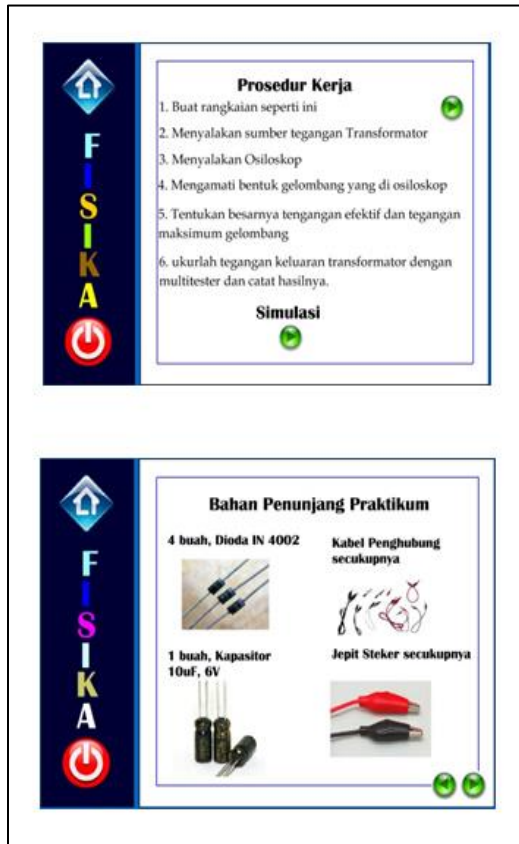 FISIKA
Prosedur Kerja
1. Buat rangkaian seperti ini
2. Menyalakan sumber tegangan Transformator
3. Menyalakan Osiloskop
4. Mengamati bentuk gelombang yang di osiloskop
5. Tentukan besarnya tengangan efektif dan tegangan
maksimum gelombang
6. ukurlah tegangan keluaran transformator dengan
multitester dan catat hasilnya.
Simulasi
FISIKA
Bahan Penunjang Praktikum
4 buah, Dioda IN 4002
Kabel Penghubung
secukupnya
1 buah, Kapasitor
10uF, 6V
Jepit Steker secukupnya